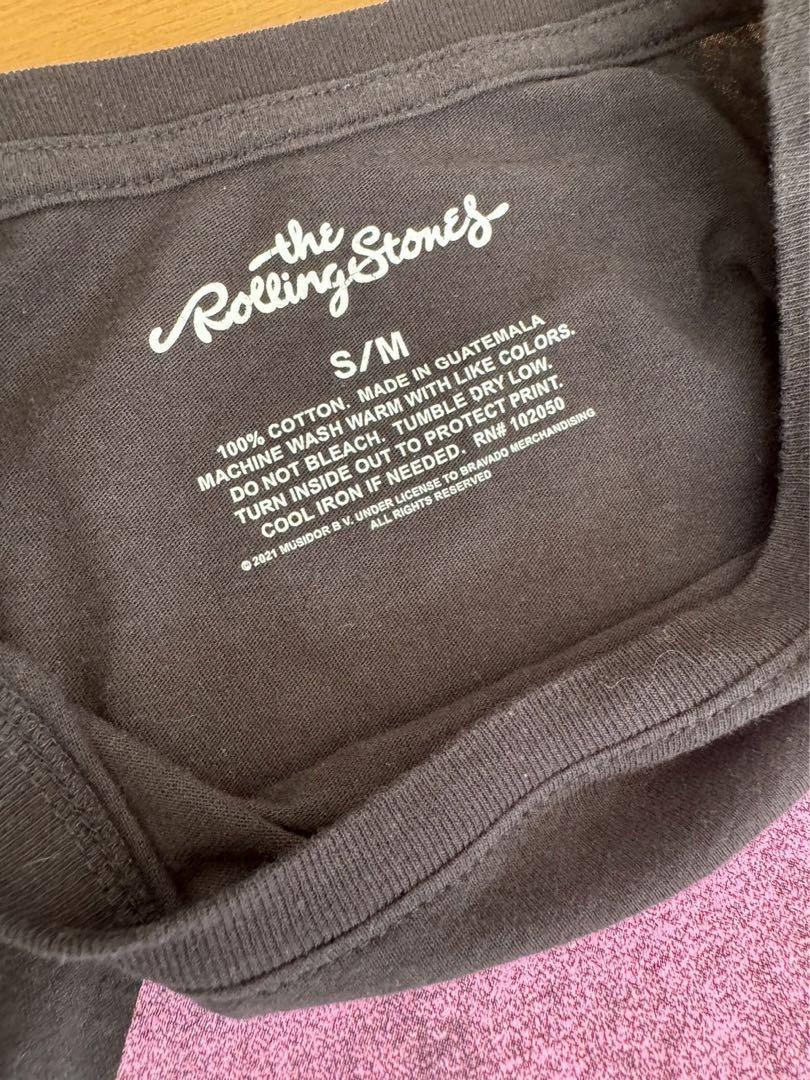 the
Rolling Stones
S/M
100% COTTON. MADE IN GUATEMALA
MACHINE WASH WARM WITH LIKE COLORS.
DO NOT BLEACH. TUMBLE DRY LOW.
TURN INSIDE OUT TO PROTECT PRINT.
COOL IRON IF NEEDED. RN# 102050
© 2021 MUSIDOR B V. UNDER LICENSE TO BRAVADO MERCHANDISING
ALL RIGHTS RESERVED